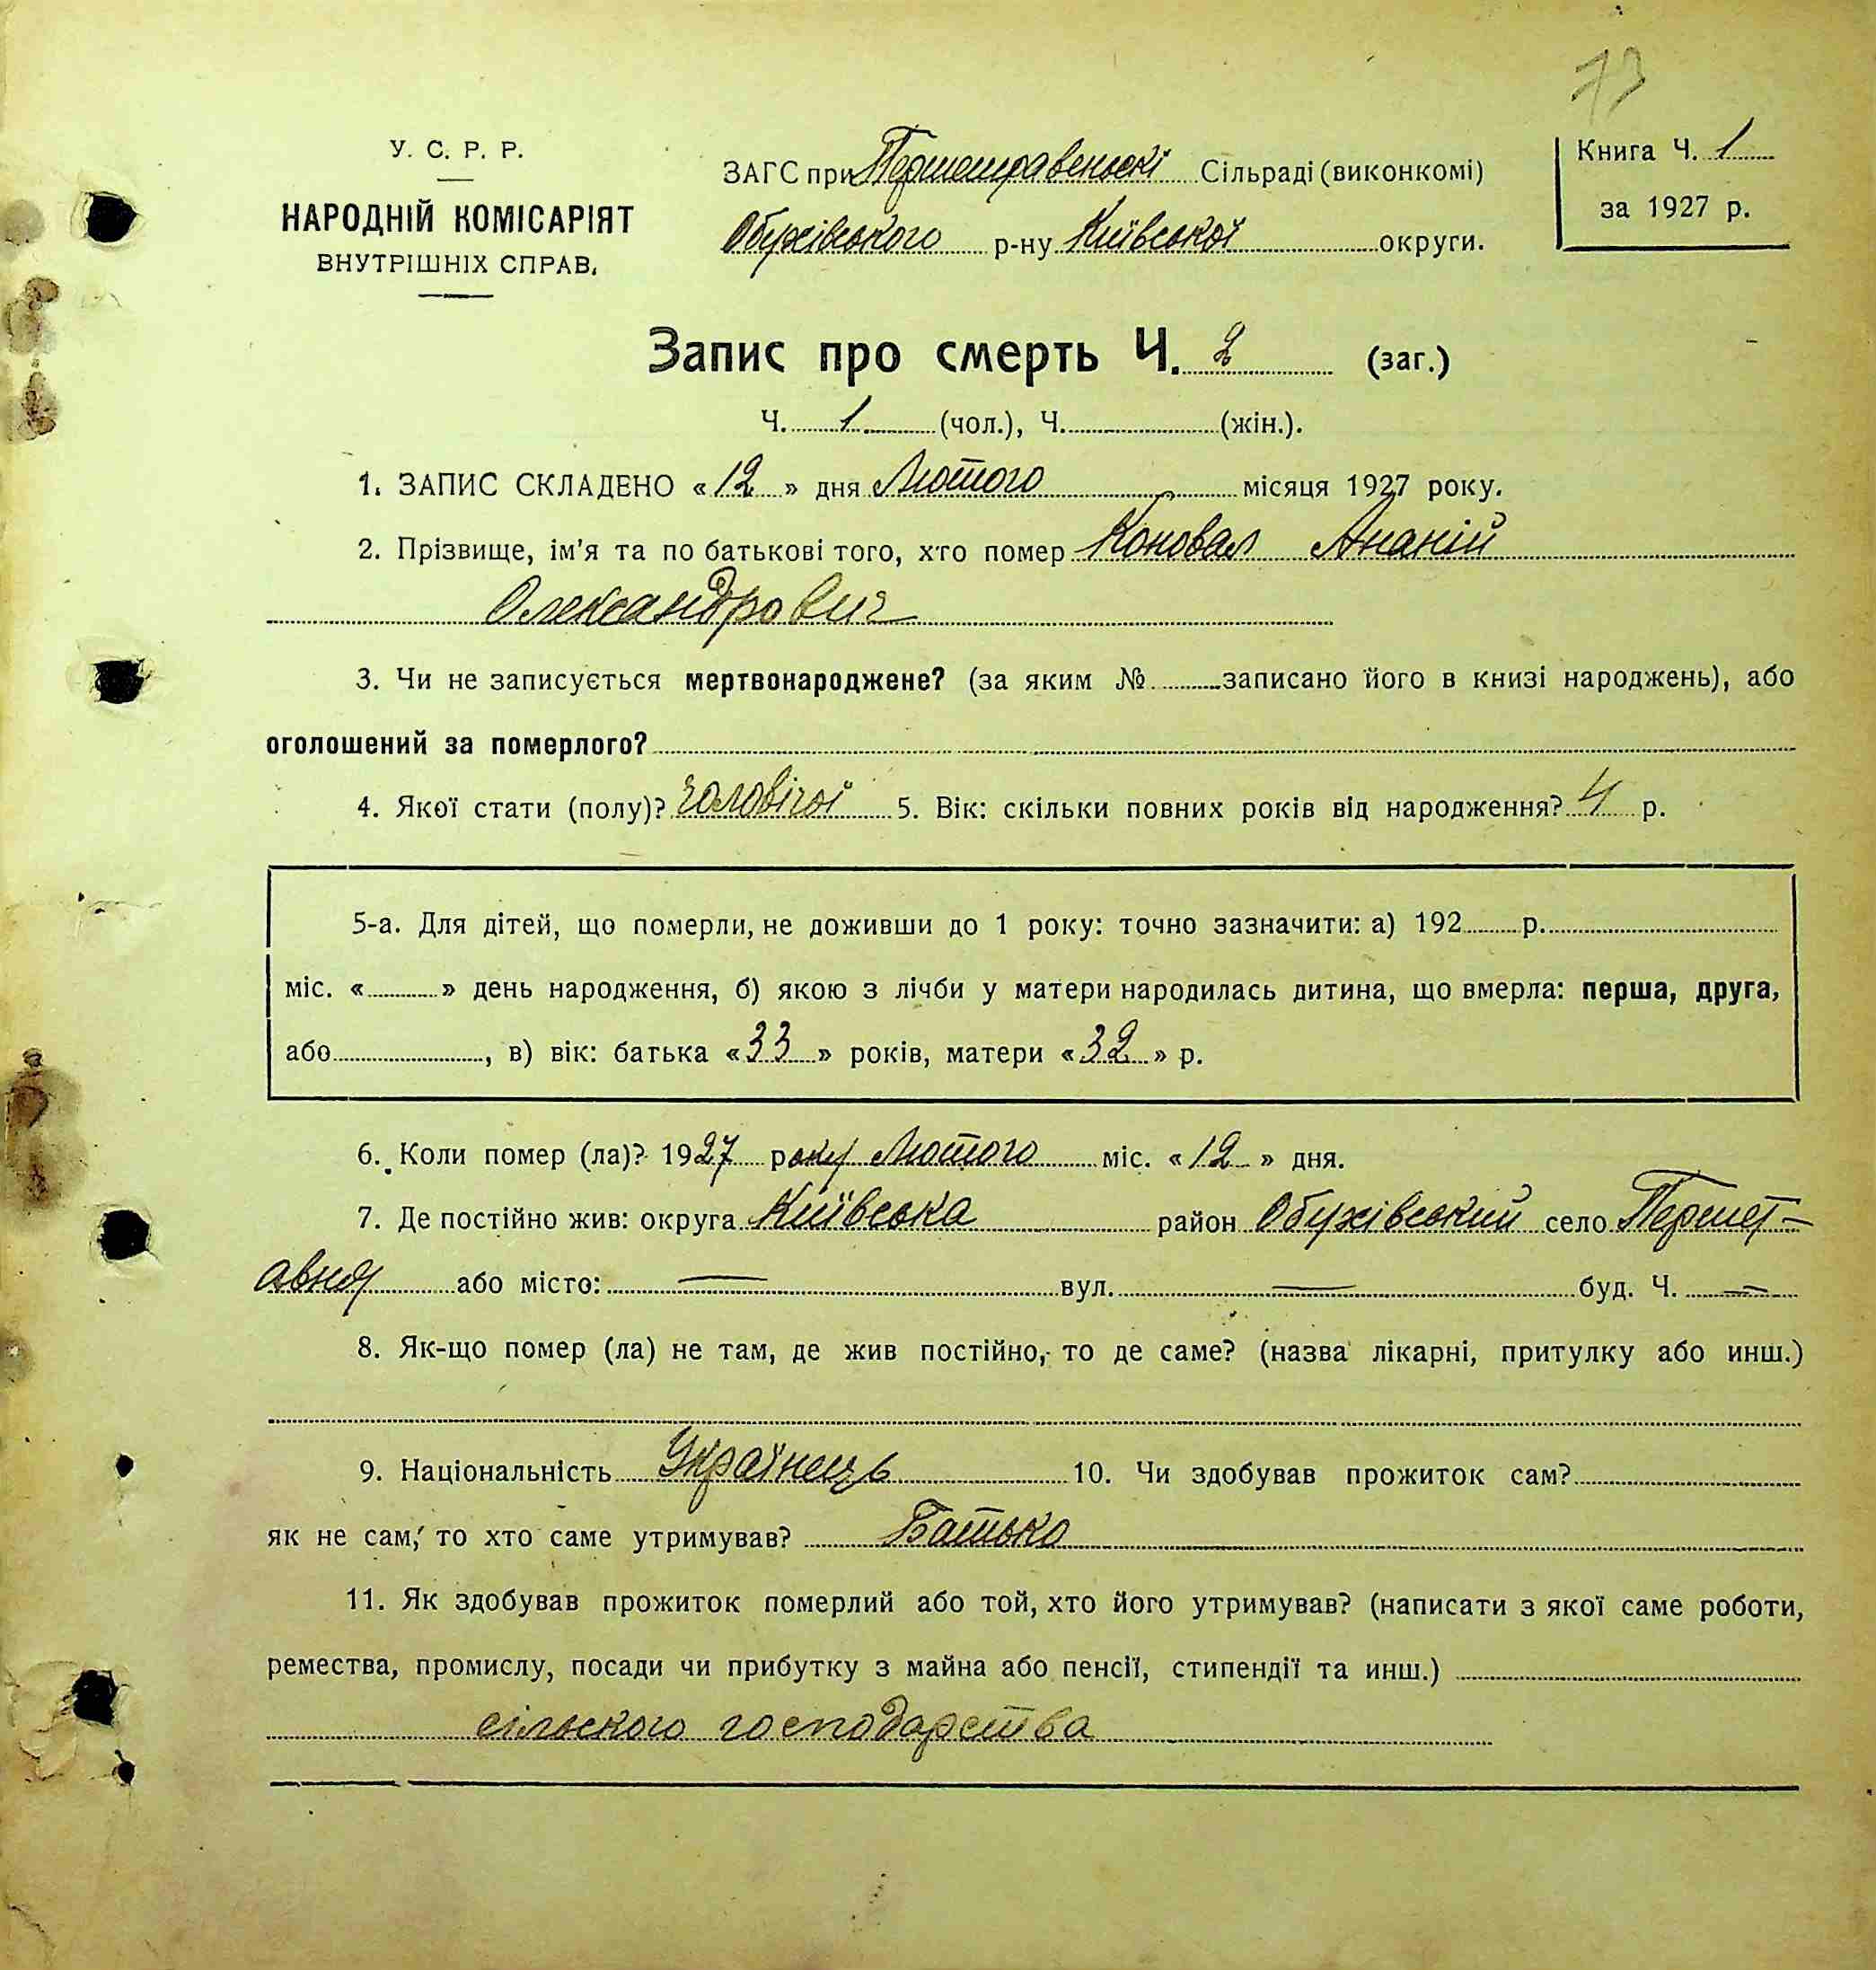 73
У. С. Р. Р.
НАРОДНІЙ КОМІСАРІЯТ
ВНУТРІШНІХ СПРАВ.
ЗАГС при Першотравенські Сільраді (виконкомі)
Обухівського р-ну Київської округи.
Книга Ч. 1
за 1927 р.
Запис про смерть Ч. 2 (заг.)
Ч. 1 (чол.), Ч. (жін.).
1. ЗАПИС СКЛАДЕНО «12» дня Лютого місяця 1927 року.
2. Прізвище, ім'я та по батькові того, хто помер Коновал Ананій
Олександрович
3. Чи не записується мертвонароджене? (за яким № записано його в книзі народжень), або
оголошений за померлого?
4. Якої стати (полу)? Чоловічої 5. Вік: скільки повних років від народження? 4 р.
5-а. Для дітей, що померли, не доживши до 1 року: точно зазначити: а) 192 р.
міс. « » день народження, б) якою з лічби у матери народилась дитина, що вмерла: перша, друга,
або , в) вік: батька «33» років, матери «32» р.
6. Коли помер (ла)? 1927 року Лютого міс. «12» дня.
7. Де постійно жив: округа Київська район Обухівський село Першот-
авня або місто: — вул. — буд. Ч. —
8. Як-що помер (ла) не там, де жив постійно, то де саме? (назва лікарні, притулку або инш.)
9. Національність Українець 10. Чи здобував прожиток сам?
як не сам, то хто саме утримував? Батько
11. Як здобував прожиток померлий або той, хто його утримував? (написати з якої саме роботи,
ремества, промислу, посади чи прибутку з майна або пенсії, стипендії та инш.)
сільского господарства